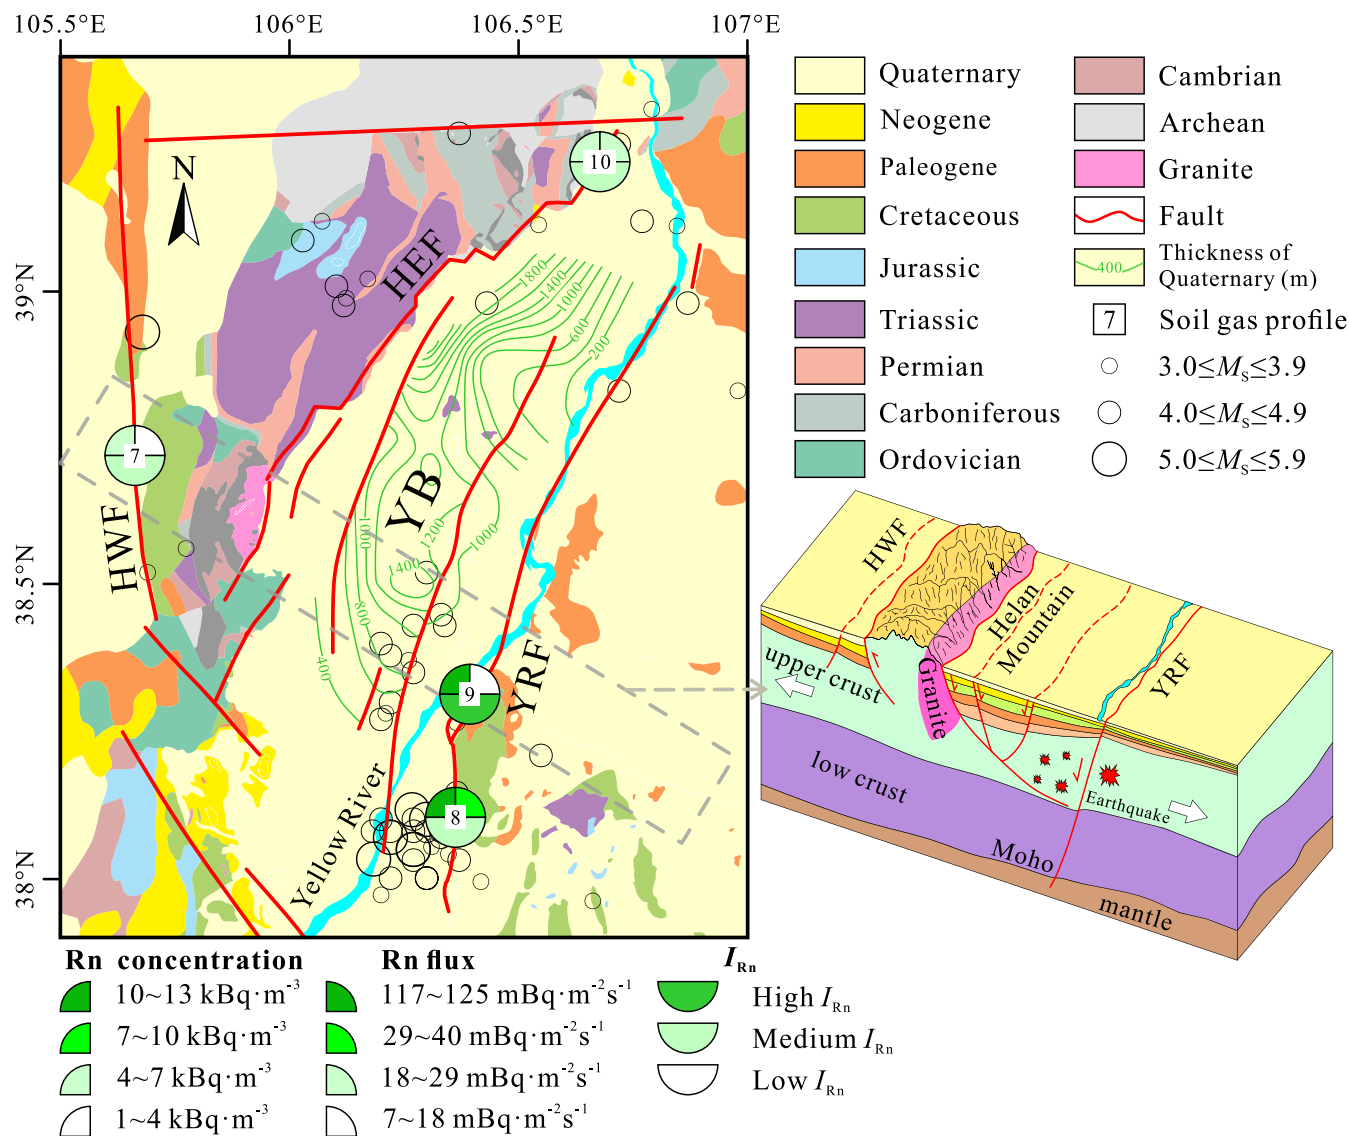 105.5°E 106°E 106.5°E 107°E
39°N
38.5°N
38°N
N
HEF
HWF
YB
YRF
Yellow River
10
7
9
8
1800
1400
1000
600
200
1000
1200
1000
1400
800
400
Quaternary
Neogene
Paleogene
Cretaceous
Jurassic
Triassic
Permian
Carboniferous
Ordovician
Cambrian
Archean
Granite
Fault
400 Thickness of
Quaternary (m)
7 Soil gas profile
3.0≤Ms≤3.9
4.0≤Ms≤4.9
5.0≤Ms≤5.9
HWF
Helan
Mountain
YRF
upper crust
Granite
low crust
Earthquake
Moho
mantle
Rn concentration
10~13 kBq·m⁻³
7~10 kBq·m⁻³
4~7 kBq·m⁻³
1~4 kBq·m⁻³
Rn flux
117~125 mBq·m⁻²s⁻¹
29~40 mBq·m⁻²s⁻¹
18~29 mBq·m⁻²s⁻¹
7~18 mBq·m⁻²s⁻¹
I_Rn
High I_Rn
Medium I_Rn
Low I_Rn